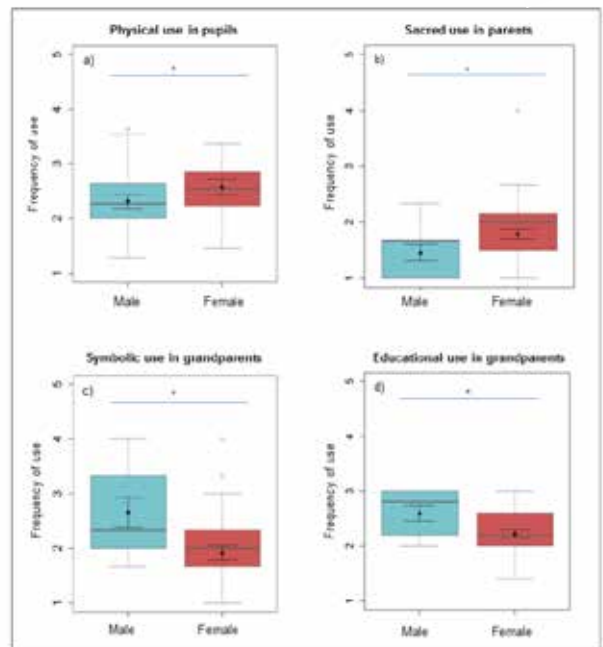 Physical use in pupils
a)
*
Frequency of use
5
4
3
2
1
Male Female
Sacred use in parents
b)
*
Frequency of use
5
4
3
2
1
Male Female
Symbolic use in grandparents
c)
*
Frequency of use
5
4
3
2
1
Male Female
Educational use in grandparents
d)
*
Frequency of use
5
4
3
2
1
Male Female